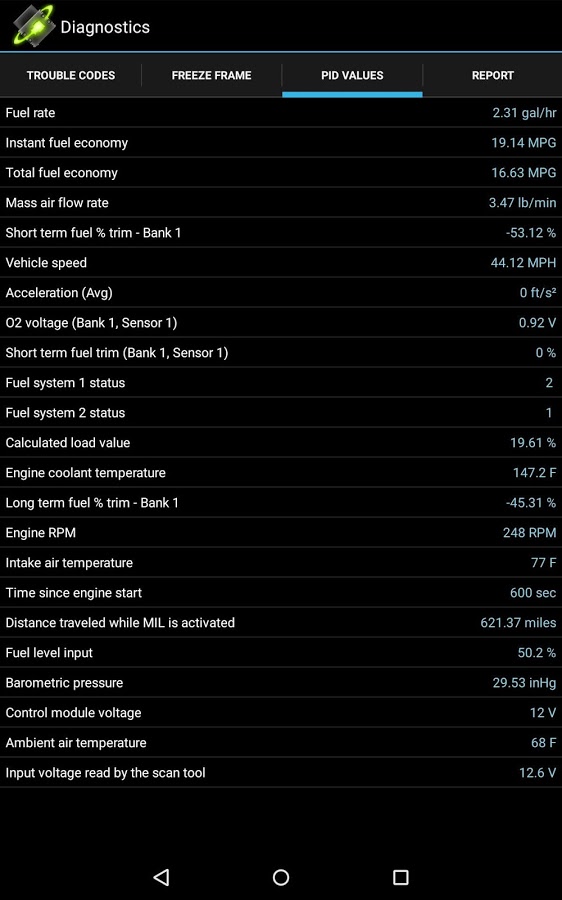 Diagnostics
TROUBLE CODES FREEZE FRAME PID VALUES REPORT
Fuel rate 2.31 gal/hr
Instant fuel economy 19.14 MPG
Total fuel economy 16.63 MPG
Mass air flow rate 3.47 lb/min
Short term fuel % trim - Bank 1 -53.12 %
Vehicle speed 44.12 MPH
Acceleration (Avg) 0 ft/s²
O2 voltage (Bank 1, Sensor 1) 0.92 V
Short term fuel trim (Bank 1, Sensor 1) 0 %
Fuel system 1 status 2
Fuel system 2 status 1
Calculated load value 19.61 %
Engine coolant temperature 147.2 F
Long term fuel % trim - Bank 1 -45.31 %
Engine RPM 248 RPM
Intake air temperature 77 F
Time since engine start 600 sec
Distance traveled while MIL is activated 621.37 miles
Fuel level input 50.2 %
Barometric pressure 29.53 inHg
Control module voltage 12 V
Ambient air temperature 68 F
Input voltage read by the scan tool 12.6 V